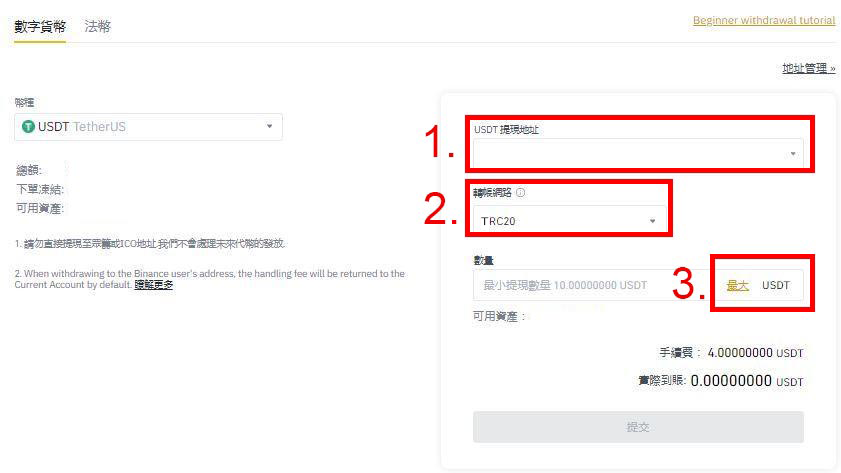 數字貨幣 法幣
Beginner withdrawal tutorial
地址管理 »
幣種
USDT TetherUS
總額:
下單凍結:
可用資產:
1. 請勿直接提現至眾籌或ICO地址,我們不會處理未來代幣的發放.
2. When withdrawing to the Binance user's address, the handling fee will be returned to the
Current Account by default. 瞭解更多
1.
USDT 提現地址
2.
轉帳網路
TRC20
數量
最小提現數量 10.00000000 USDT
3.
最大 USDT
可用資產：
手續費： 4.00000000 USDT
實際到賬: 0.00000000 USDT
提交